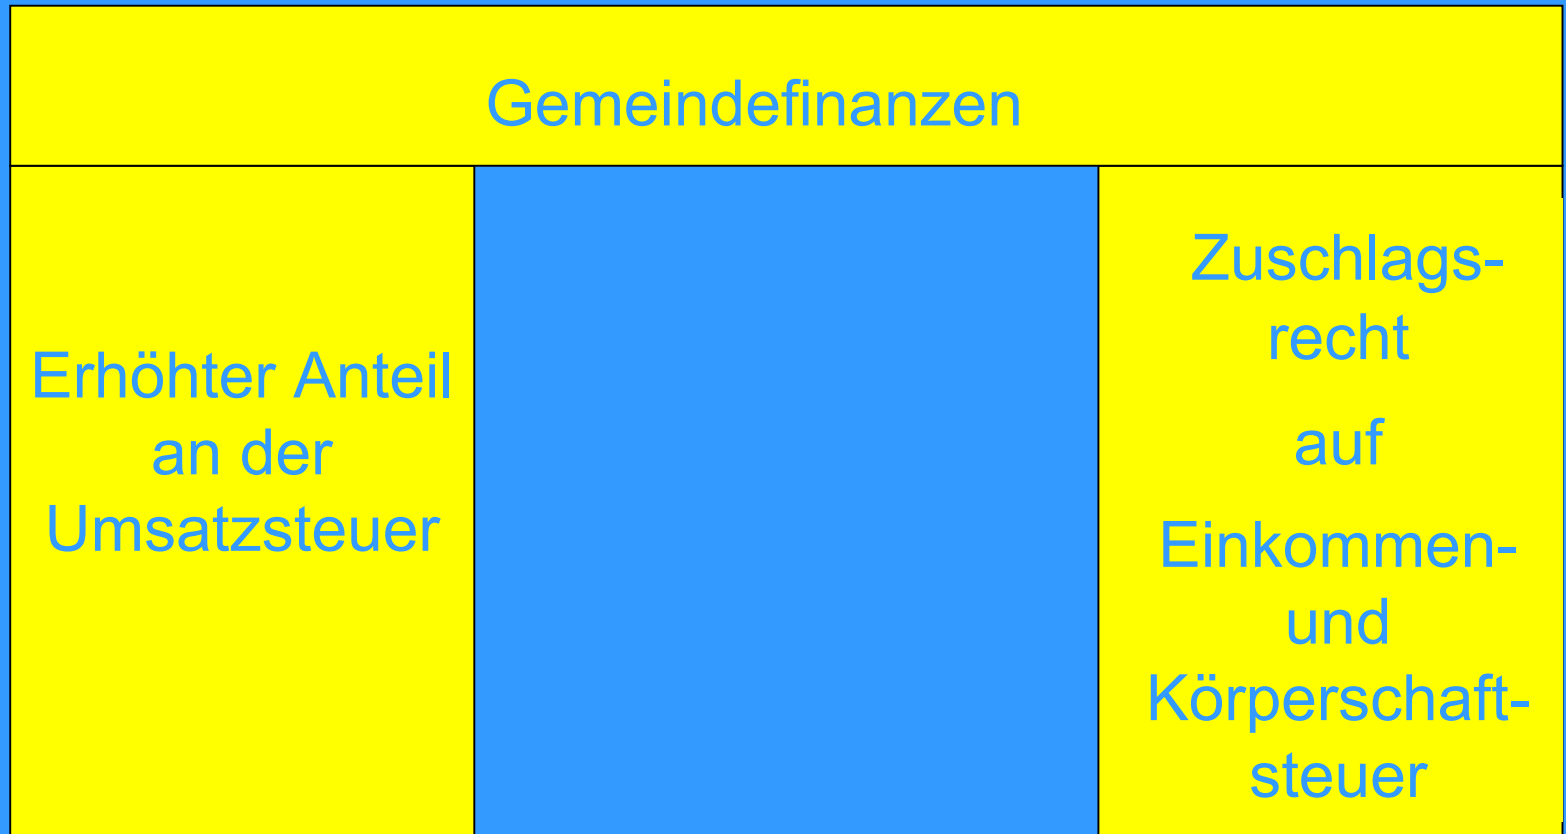 Gemeindefinanzen
Erhöhter Anteil
an der
Umsatzsteuer
Zuschlags-
recht
auf
Einkommen-
und
Körperschaft-
steuer